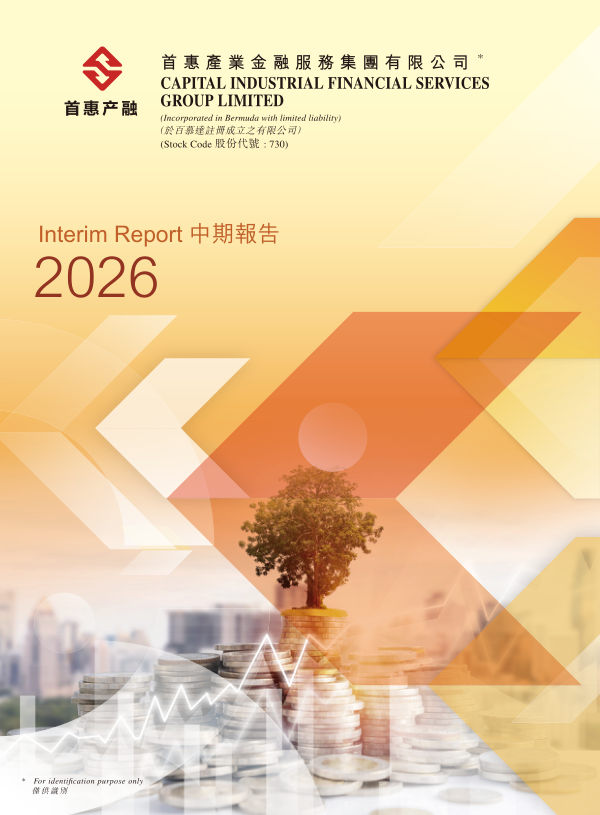 首惠产融
首惠產業金融服務集團有限公司*
CAPITAL INDUSTRIAL FINANCIAL SERVICES
GROUP LIMITED
(Incorporated in Bermuda with limited liability)
(於百慕達註冊成立之有限公司)
(Stock Code 股份代號 : 730)
Interim Report 中期報告
2026
* For identification purpose only
僅供識別